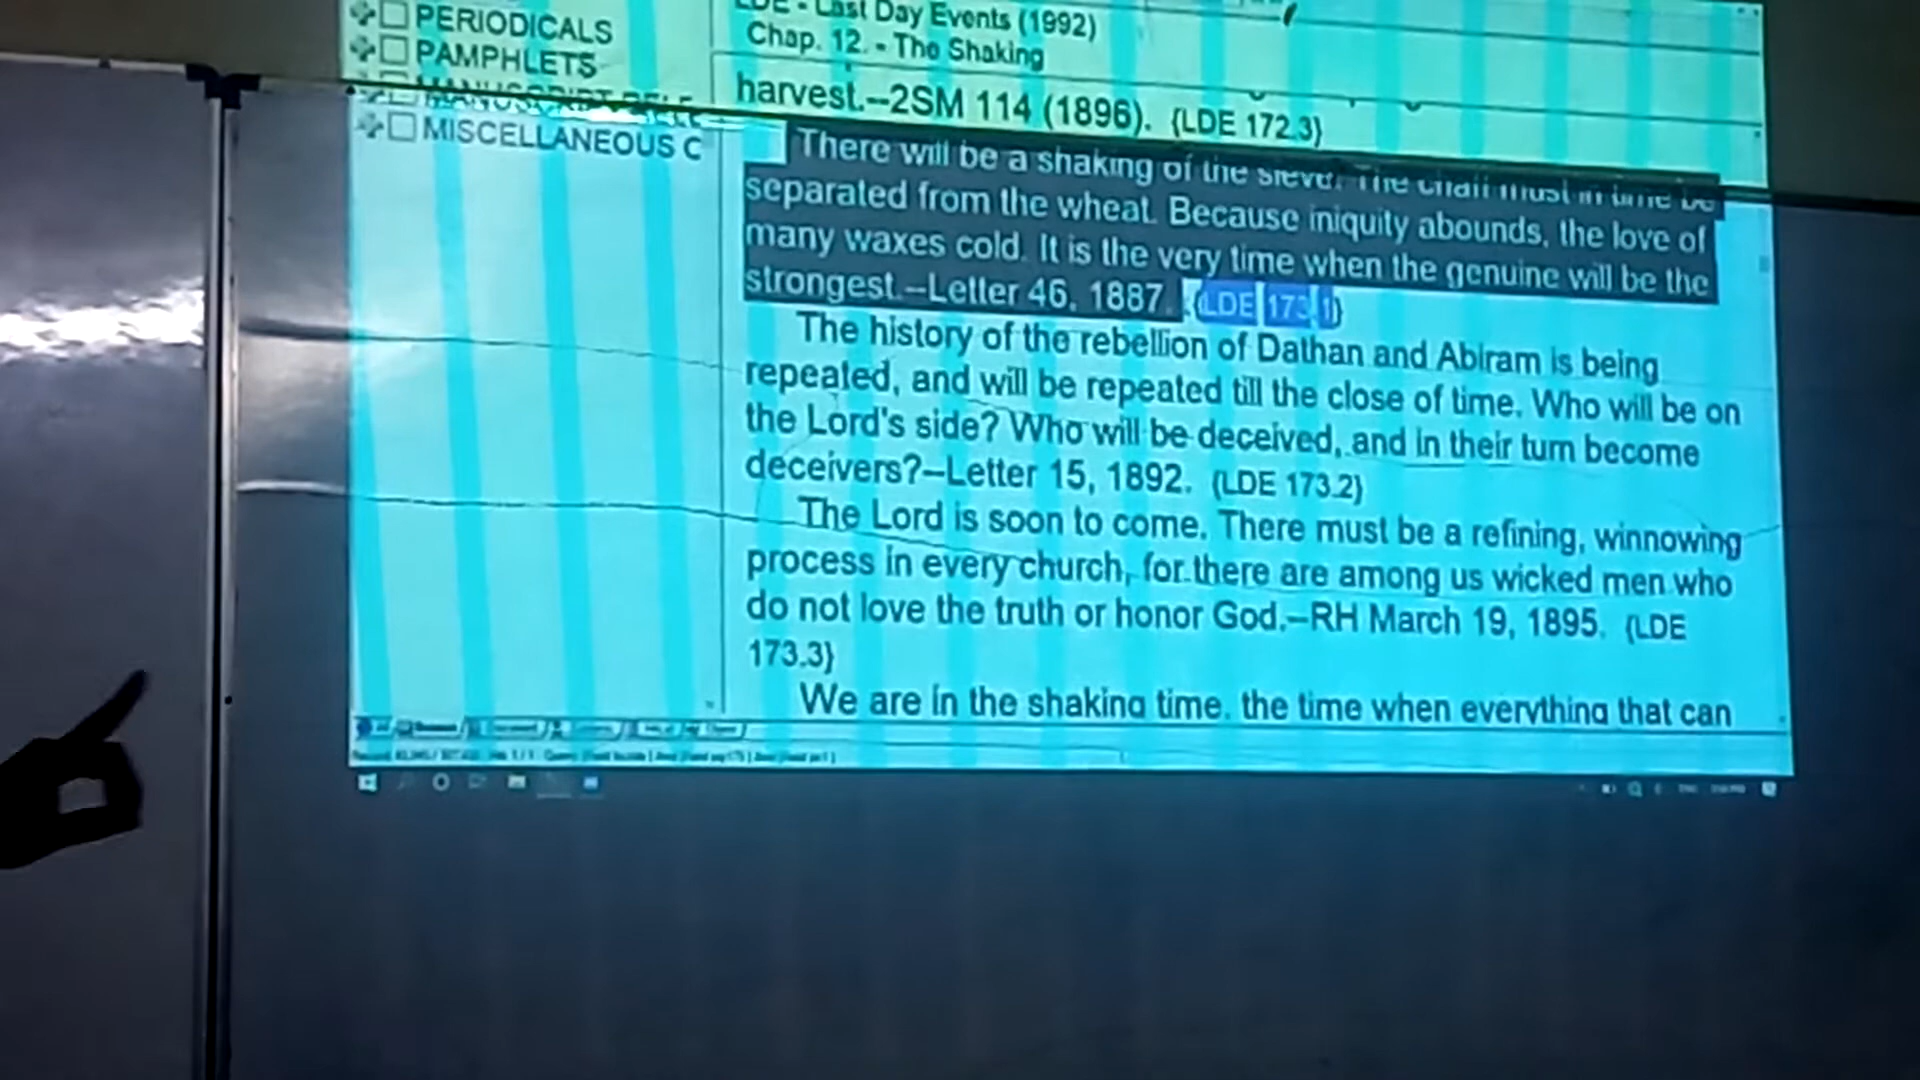 PERIODICALS
PAMPHLETS
MISCELLANEOUS C
LDE - Last Day Events (1992)
Chap. 12. - The Shaking
harvest.--2SM 114 (1896). {LDE 172.3}
There will be a shaking of the sieve. The chaff must in time be
separated from the wheat. Because iniquity abounds, the love of
many waxes cold. It is the very time when the genuine will be the
strongest.--Letter 46, 1887. {LDE 173.1}
The history of the rebellion of Dathan and Abiram is being
repeated, and will be repeated till the close of time. Who will be on
the Lord's side? Who will be deceived, and in their turn become
deceivers?--Letter 15, 1892. {LDE 173.2}
The Lord is soon to come. There must be a refining, winnowing
process in every church, for there are among us wicked men who
do not love the truth or honor God.--RH March 19, 1895. {LDE
173.3}
We are in the shaking time, the time when everything that can